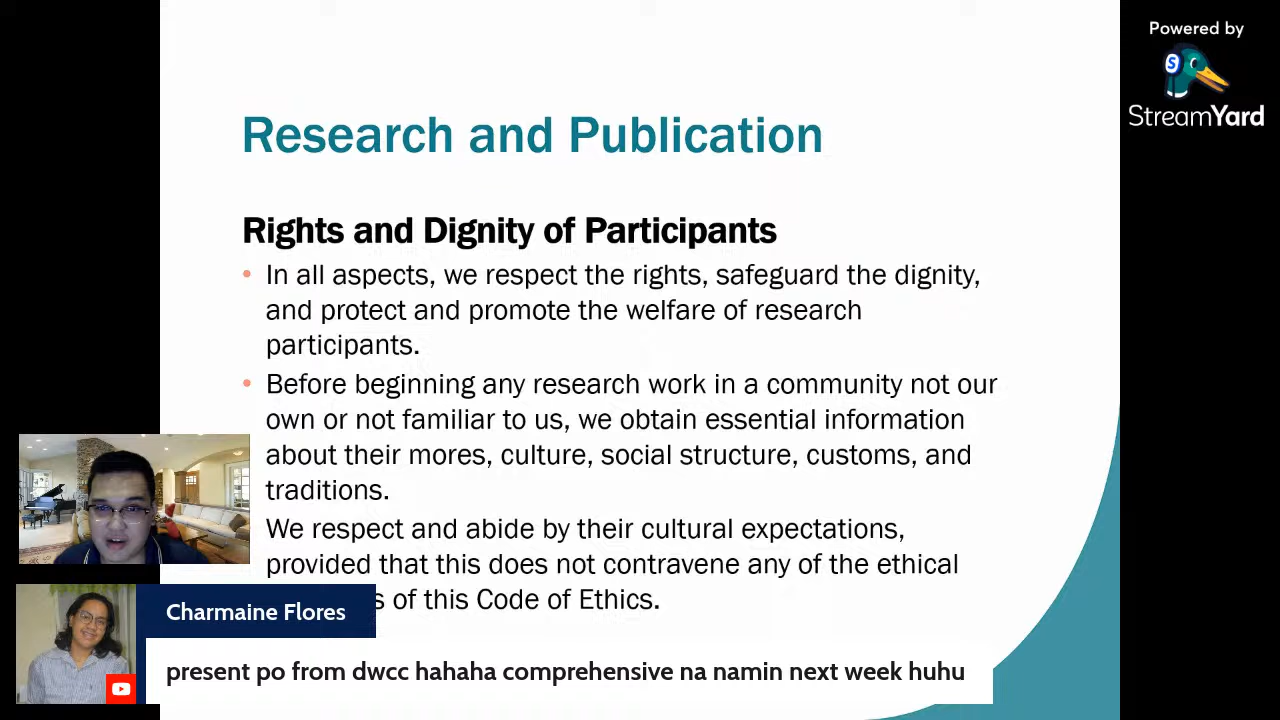 Powered by
StreamYard
Research and Publication
Rights and Dignity of Participants
• In all aspects, we respect the rights, safeguard the dignity,
and protect and promote the welfare of research
participants.
• Before beginning any research work in a community not our
own or not familiar to us, we obtain essential information
about their mores, culture, social structure, customs, and
traditions.
We respect and abide by their cultural expectations,
provided that this does not contravene any of the ethical
s of this Code of Ethics.
Charmaine Flores
present po from dwcc hahaha comprehensive na namin next week huhu